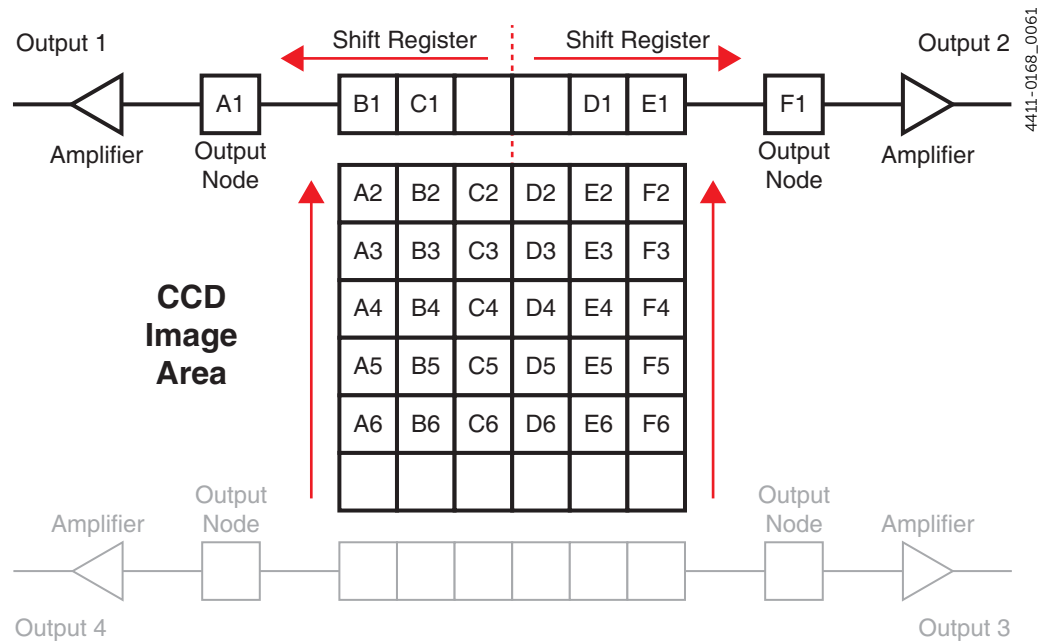 Output 1
Shift Register
Shift Register
Output 2
4411-0168_0061
A1
B1 C1 D1 E1
F1
Amplifier
Output
Node
Output
Node
Amplifier
A2 B2 C2 D2 E2 F2
A3 B3 C3 D3 E3 F3
A4 B4 C4 D4 E4 F4
A5 B5 C5 D5 E5 F5
A6 B6 C6 D6 E6 F6
CCD
Image
Area
Amplifier
Output
Node
Output
Node
Amplifier
Output 4
Output 3